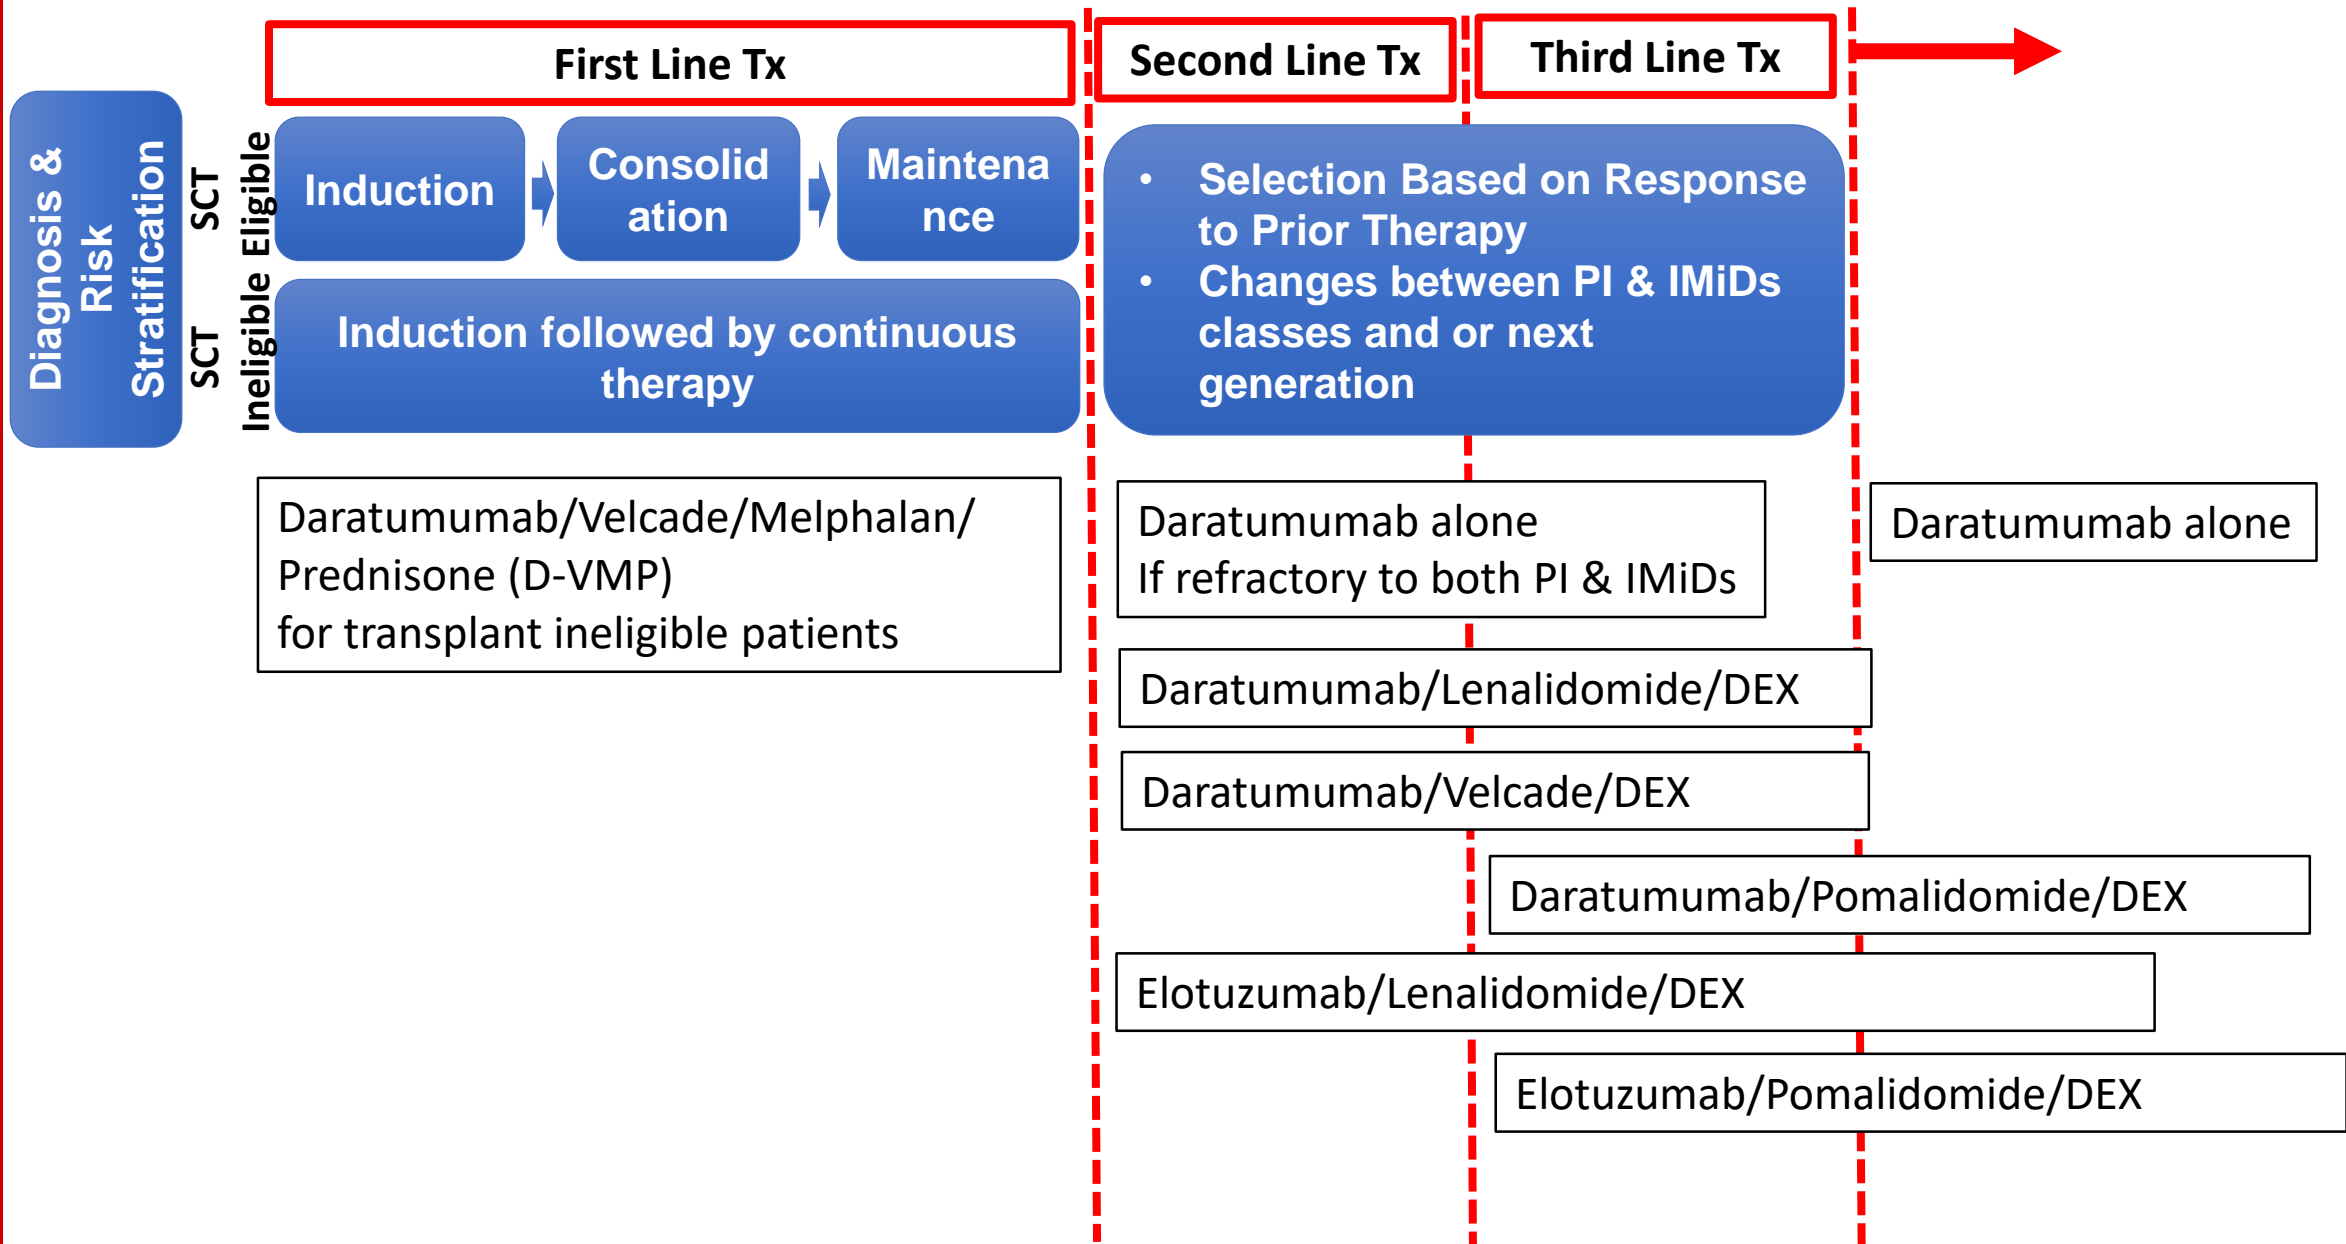 First Line Tx
Second Line Tx
Third Line Tx
Diagnosis &
Risk
Stratification
SCT
Eligible
Induction
Consolid
ation
Maintena
nce
SCT
Ineligible
Induction followed by continuous
therapy
• Selection Based on Response
to Prior Therapy
• Changes between PI & IMiDs
classes and or next
generation
Daratumumab/Velcade/Melphalan/
Prednisone (D-VMP)
for transplant ineligible patients
Daratumumab alone
If refractory to both PI & IMiDs
Daratumumab alone
Daratumumab/Lenalidomide/DEX
Daratumumab/Velcade/DEX
Daratumumab/Pomalidomide/DEX
Elotuzumab/Lenalidomide/DEX
Elotuzumab/Pomalidomide/DEX